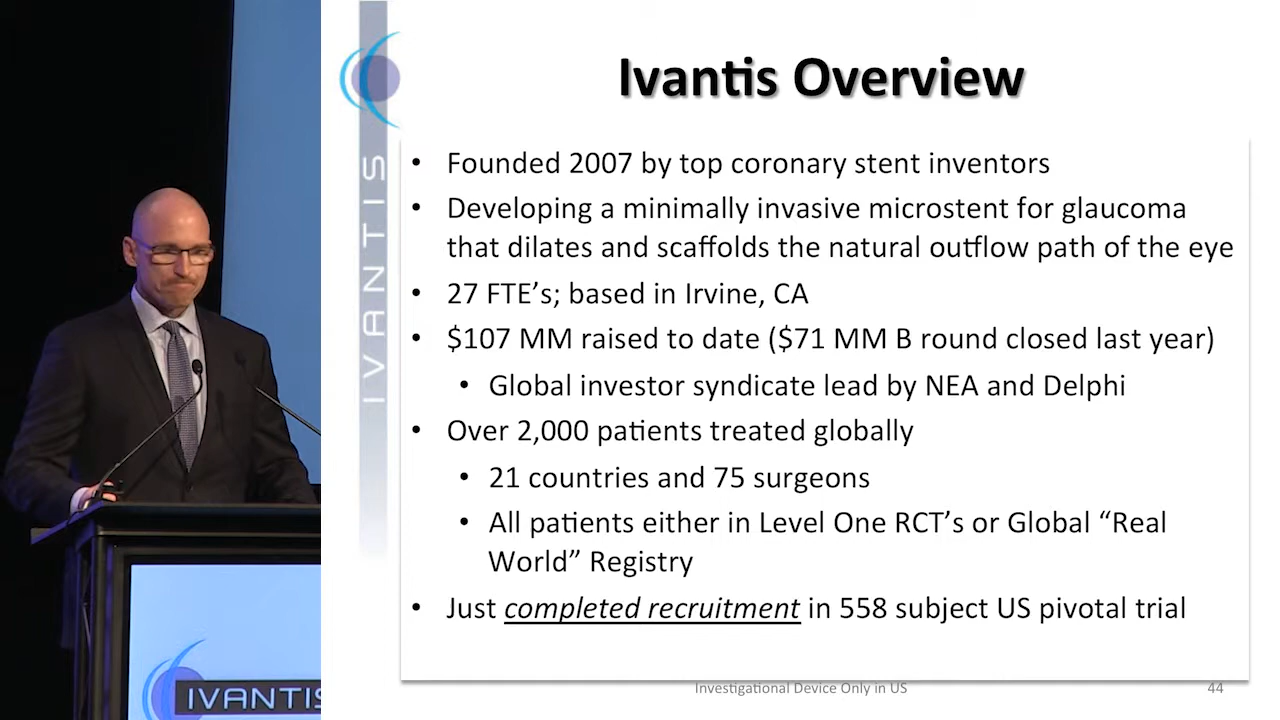 Ivantis Overview
IVANTIS
• Founded 2007 by top coronary stent inventors
• Developing a minimally invasive microstent for glaucoma
that dilates and scaffolds the natural outflow path of the eye
• 27 FTE’s; based in Irvine, CA
• $107 MM raised to date ($71 MM B round closed last year)
• Global investor syndicate lead by NEA and Delphi
• Over 2,000 patients treated globally
• 21 countries and 75 surgeons
• All patients either in Level One RCT’s or Global “Real
World” Registry
• Just completed recruitment in 558 subject US pivotal trial
Investigational Device Only in US
44
IVANTIS